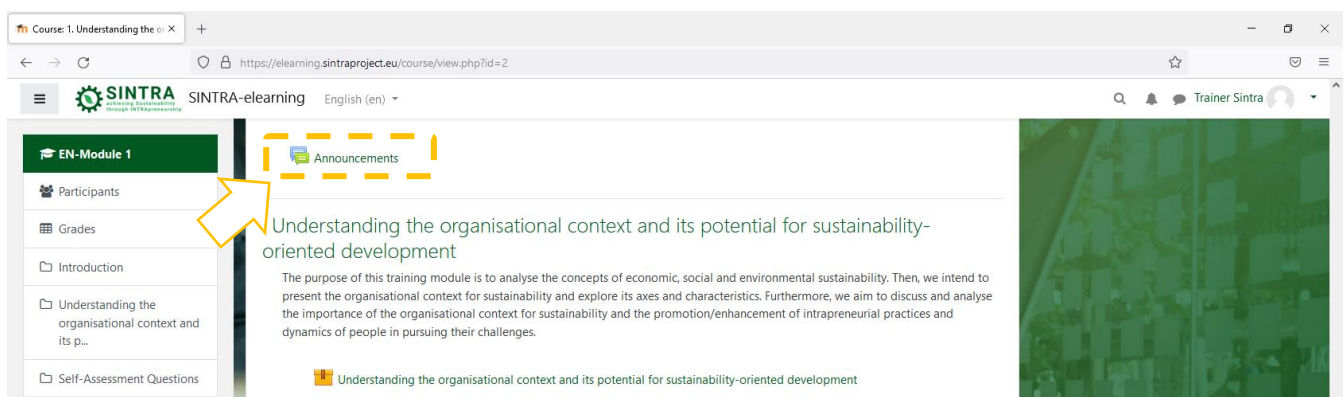 Course: 1. Understanding the or
https://elearning.sintraproject.eu/course/view.php?id=2
SINTRA
achieving Sustainability
through INTRApreneurship
SINTRA-elearning
English (en)
Trainer Sintra
EN-Module 1
Participants
Grades
Introduction
Understanding the
organisational context and
its p...
Self-Assessment Questions
Announcements
Understanding the organisational context and its potential for sustainability-
oriented development
The purpose of this training module is to analyse the concepts of economic, social and environmental sustainability. Then, we intend to
present the organisational context for sustainability and explore its axes and characteristics. Furthermore, we aim to discuss and analyse
the importance of the organisational context for sustainability and the promotion/enhancement of intrapreneurial practices and
dynamics of people in pursuing their challenges.
Understanding the organisational context and its potential for sustainability-oriented development